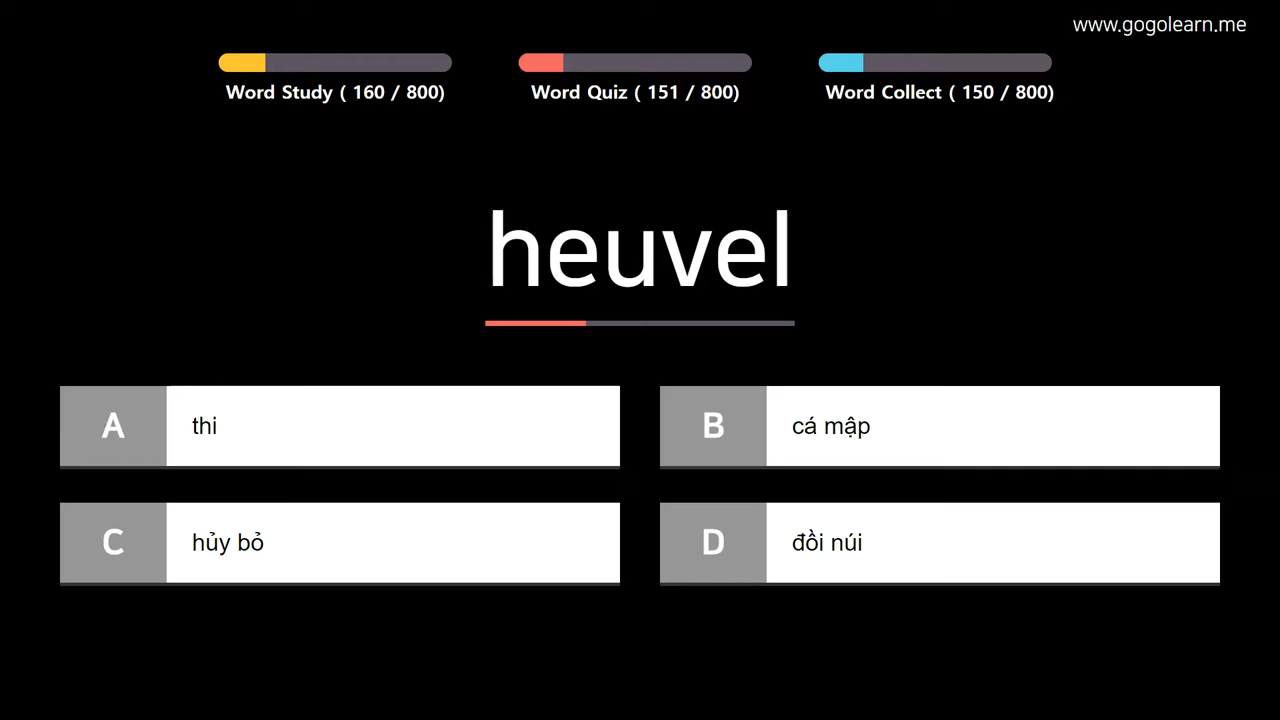 www.gogolearn.me
Word Study ( 160 / 800)
Word Quiz ( 151 / 800)
Word Collect ( 150 / 800)
heuvel
A thi
B cá mập
C hủy bỏ
D đồi núi